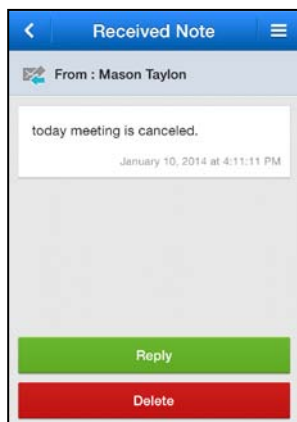 Received Note
From : Mason Taylon
today meeting is canceled.
January 10, 2014 at 4:11:11 PM
Reply
Delete